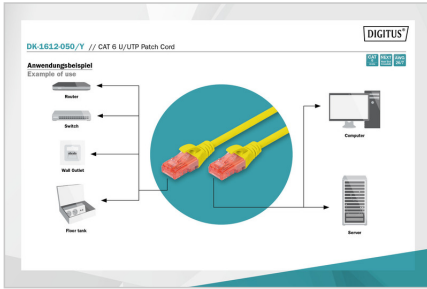 DIGITUS®
DK-1612-050/Y // CAT 6 U/UTP Patch Cord
Anwendungsbeispiel
Example of use
Router
Switch
Wall Outlet
Floor tank
Computer
Server